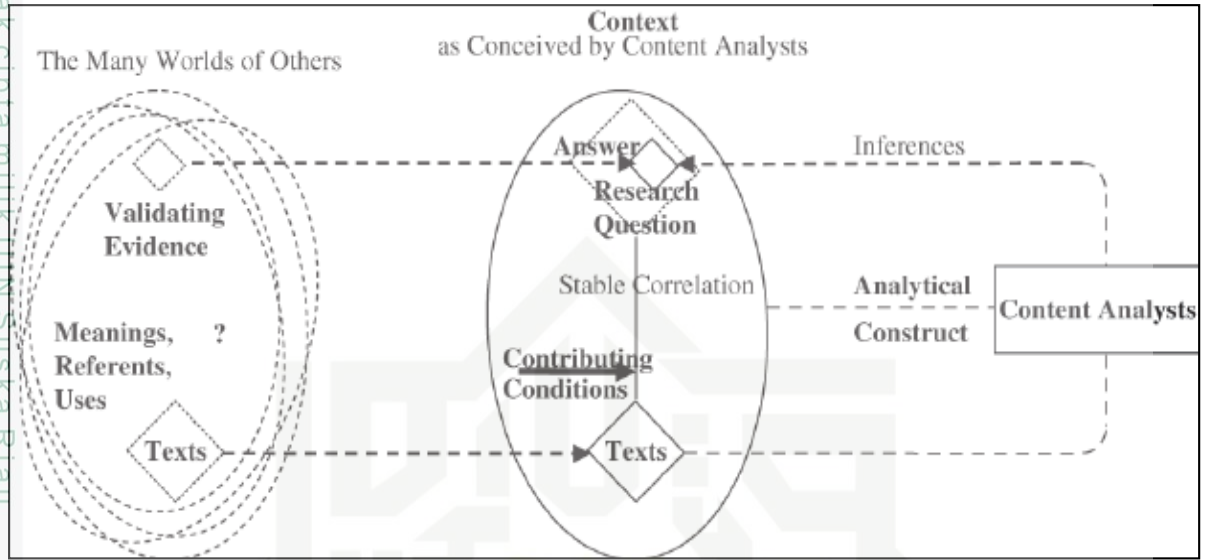 Context
as Conceived by Content Analysts
The Many Worlds of Others
Answer
Inferences
Research
Question
Validating
Evidence
Stable Correlation
Analytical
Construct
Content Analysts
Meanings, ?
Referents,
Uses
Contributing
Conditions
Texts
Texts